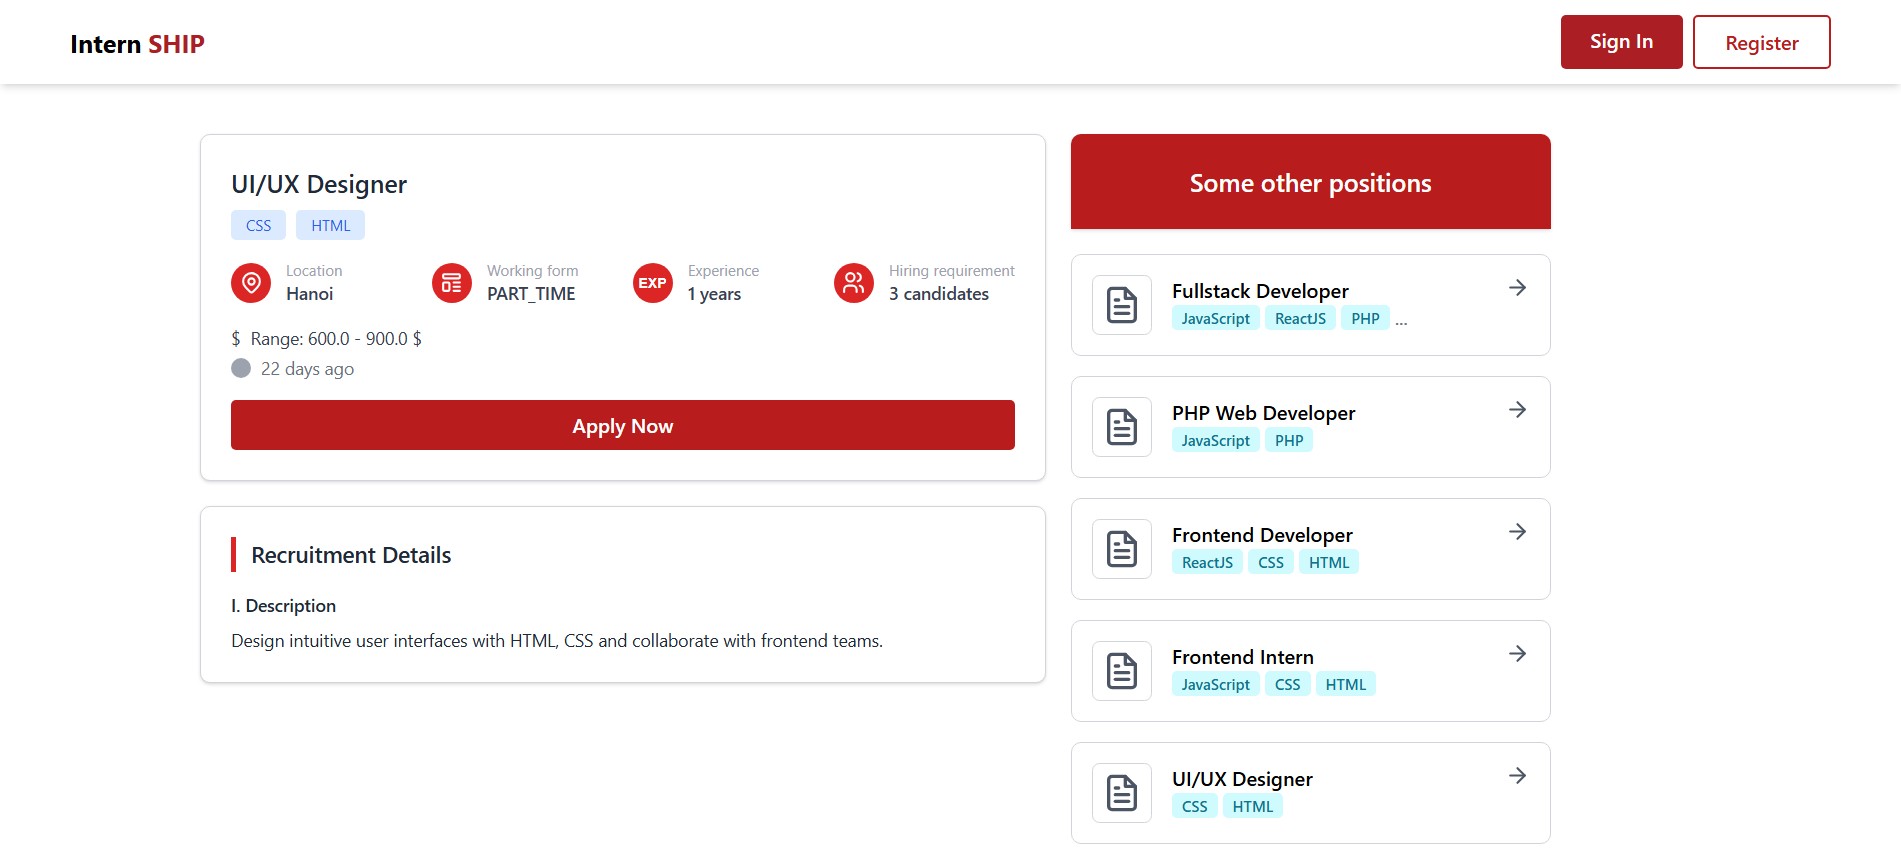 Intern SHIP
Sign In
Register
UI/UX Designer
CSS HTML
Location
Hanoi
Working form
PART_TIME
EXP
Experience
1 years
Hiring requirement
3 candidates
$ Range: 600.0 - 900.0 $
22 days ago
Apply Now
Recruitment Details
I. Description
Design intuitive user interfaces with HTML, CSS and collaborate with frontend teams.
Some other positions
Fullstack Developer
JavaScript ReactJS PHP ...
PHP Web Developer
JavaScript PHP
Frontend Developer
ReactJS CSS HTML
Frontend Intern
JavaScript CSS HTML
UI/UX Designer
CSS HTML